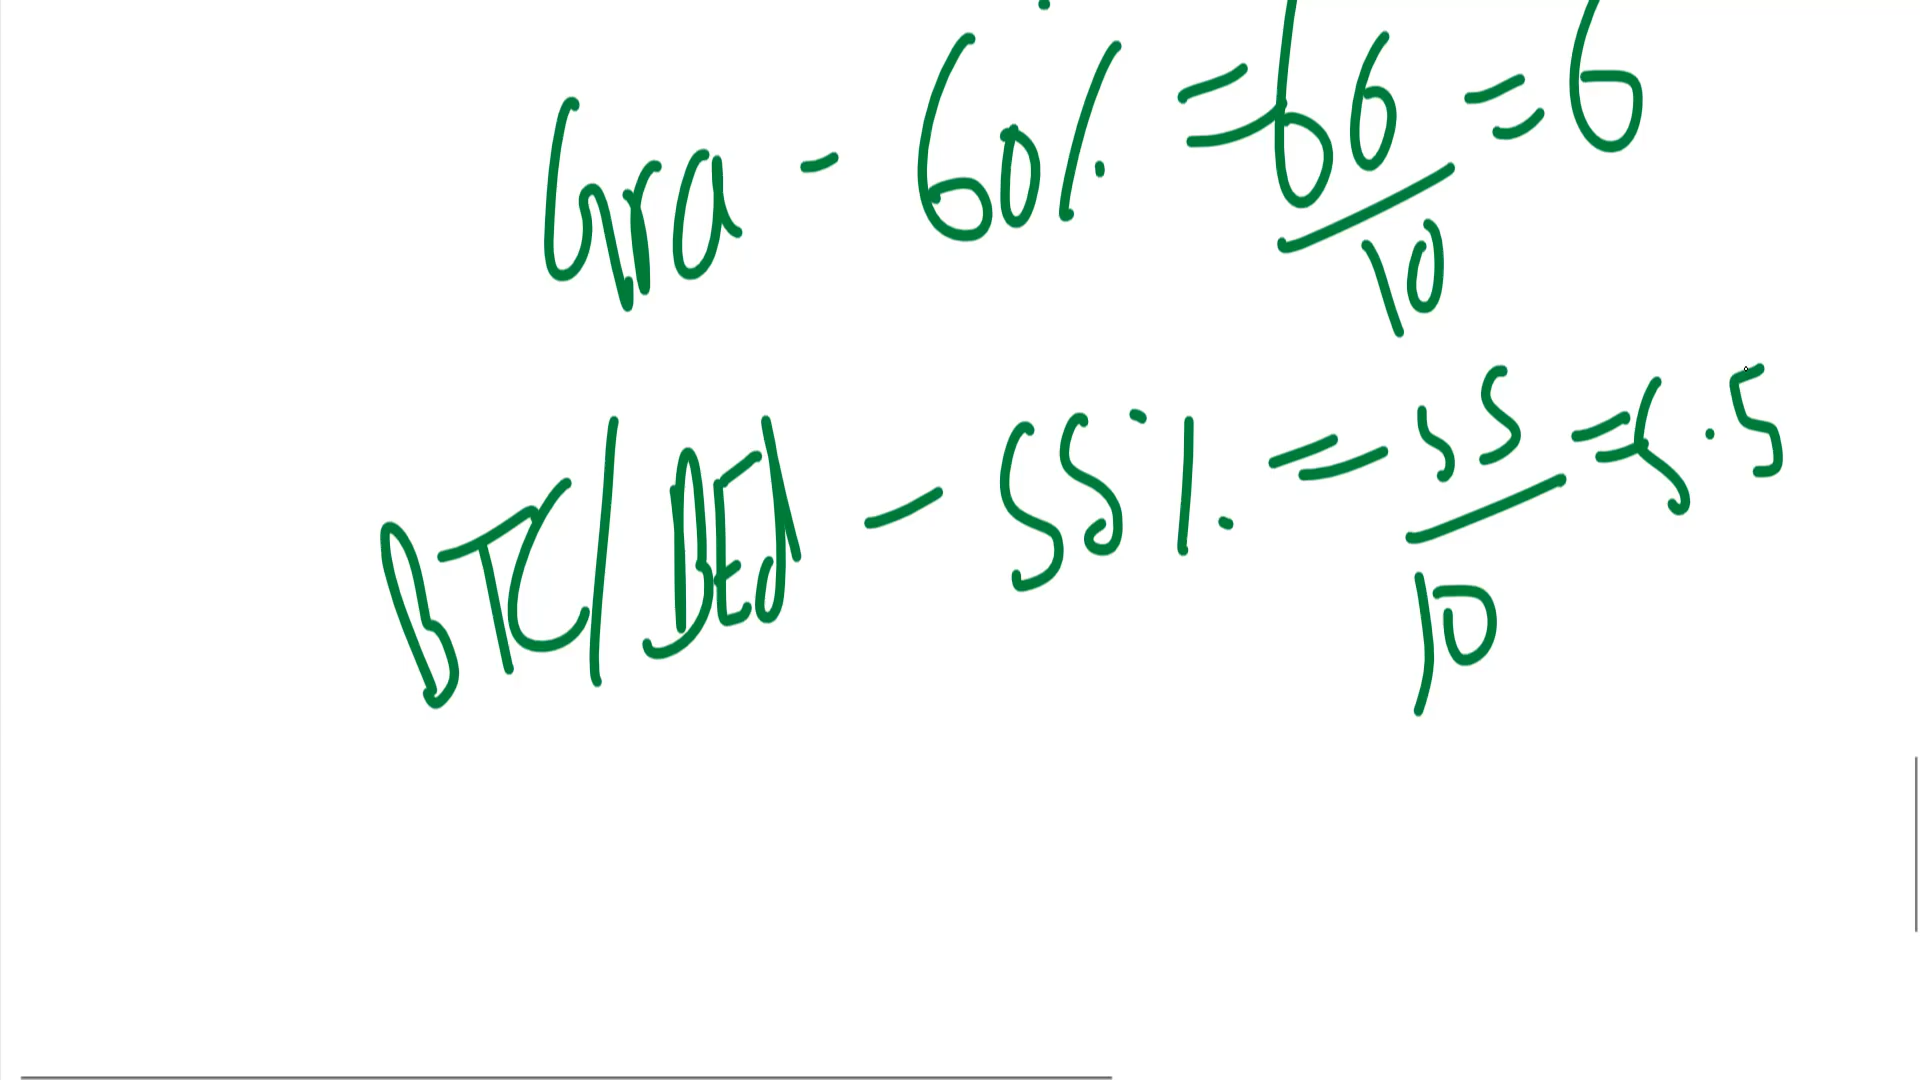 Gra - 60% = 60/10 = 6
BTC/BEd - 55% = 55/10 = 5.5